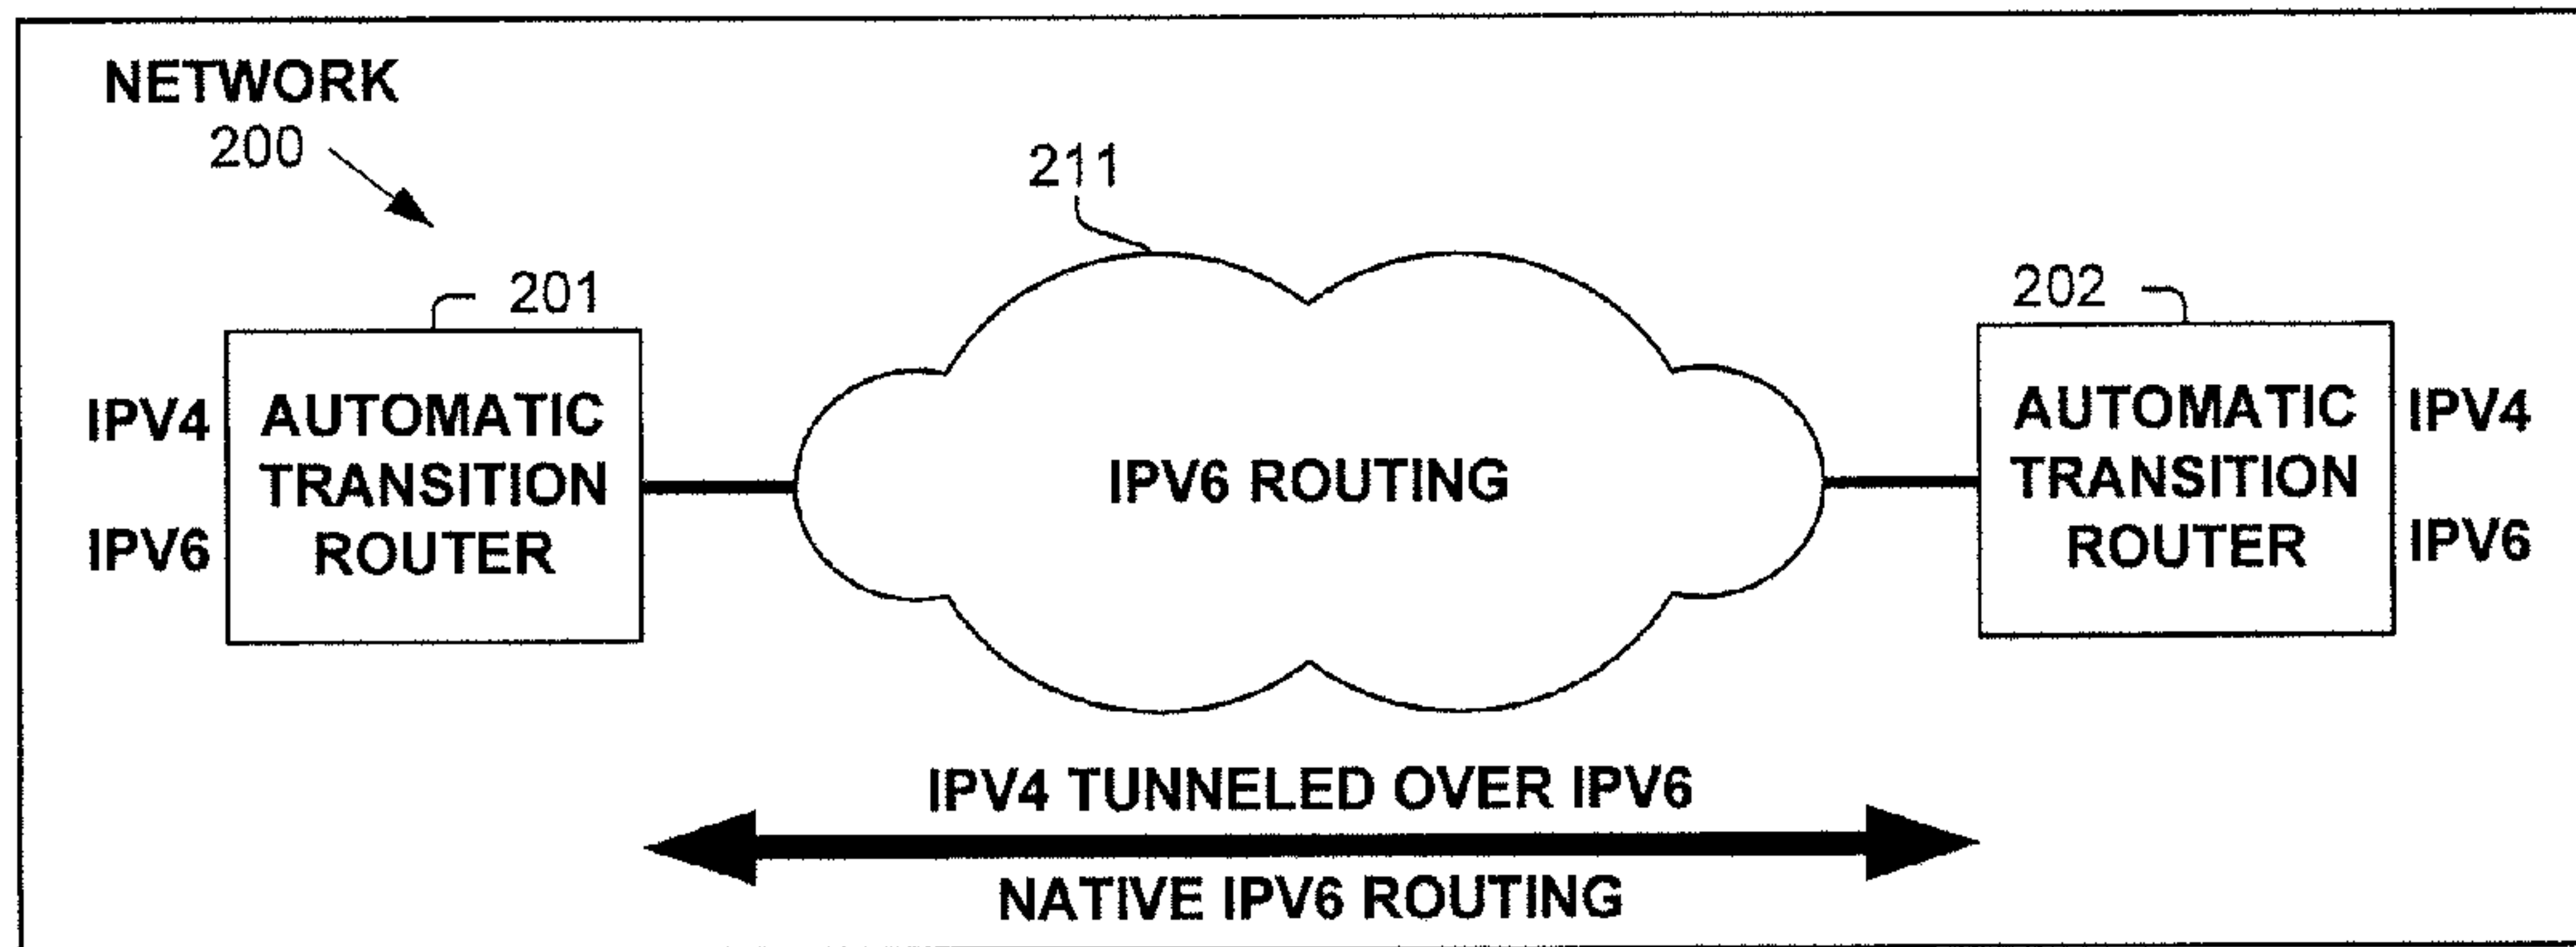 NETWORK
200
211
201
202
IPV4
IPV6
AUTOMATIC
TRANSITION
ROUTER
IPV6 ROUTING
AUTOMATIC
TRANSITION
ROUTER
IPV4
IPV6
IPV4 TUNNELED OVER IPV6
NATIVE IPV6 ROUTING